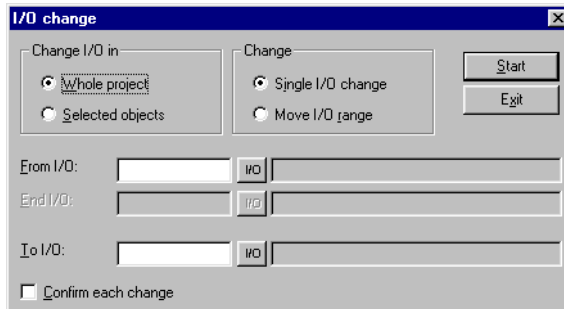 I/O change
Change I/O in
Whole project
Selected objects
Change
Single I/O change
Move I/O range
Start
Exit
From I/O:
I/O
End I/O:
I/O
To I/O:
I/O
Confirm each change